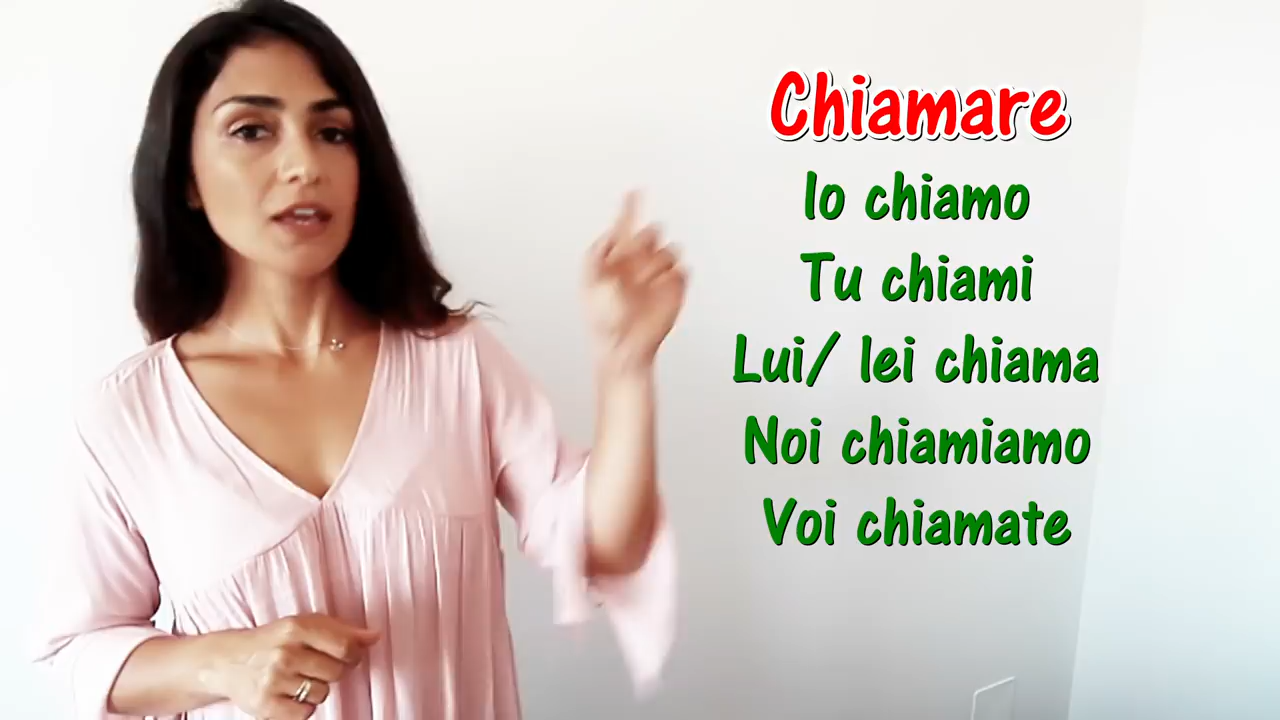 Chiamare
Io chiamo
Tu chiami
Lui/ lei chiama
Noi chiamiamo
Voi chiamate